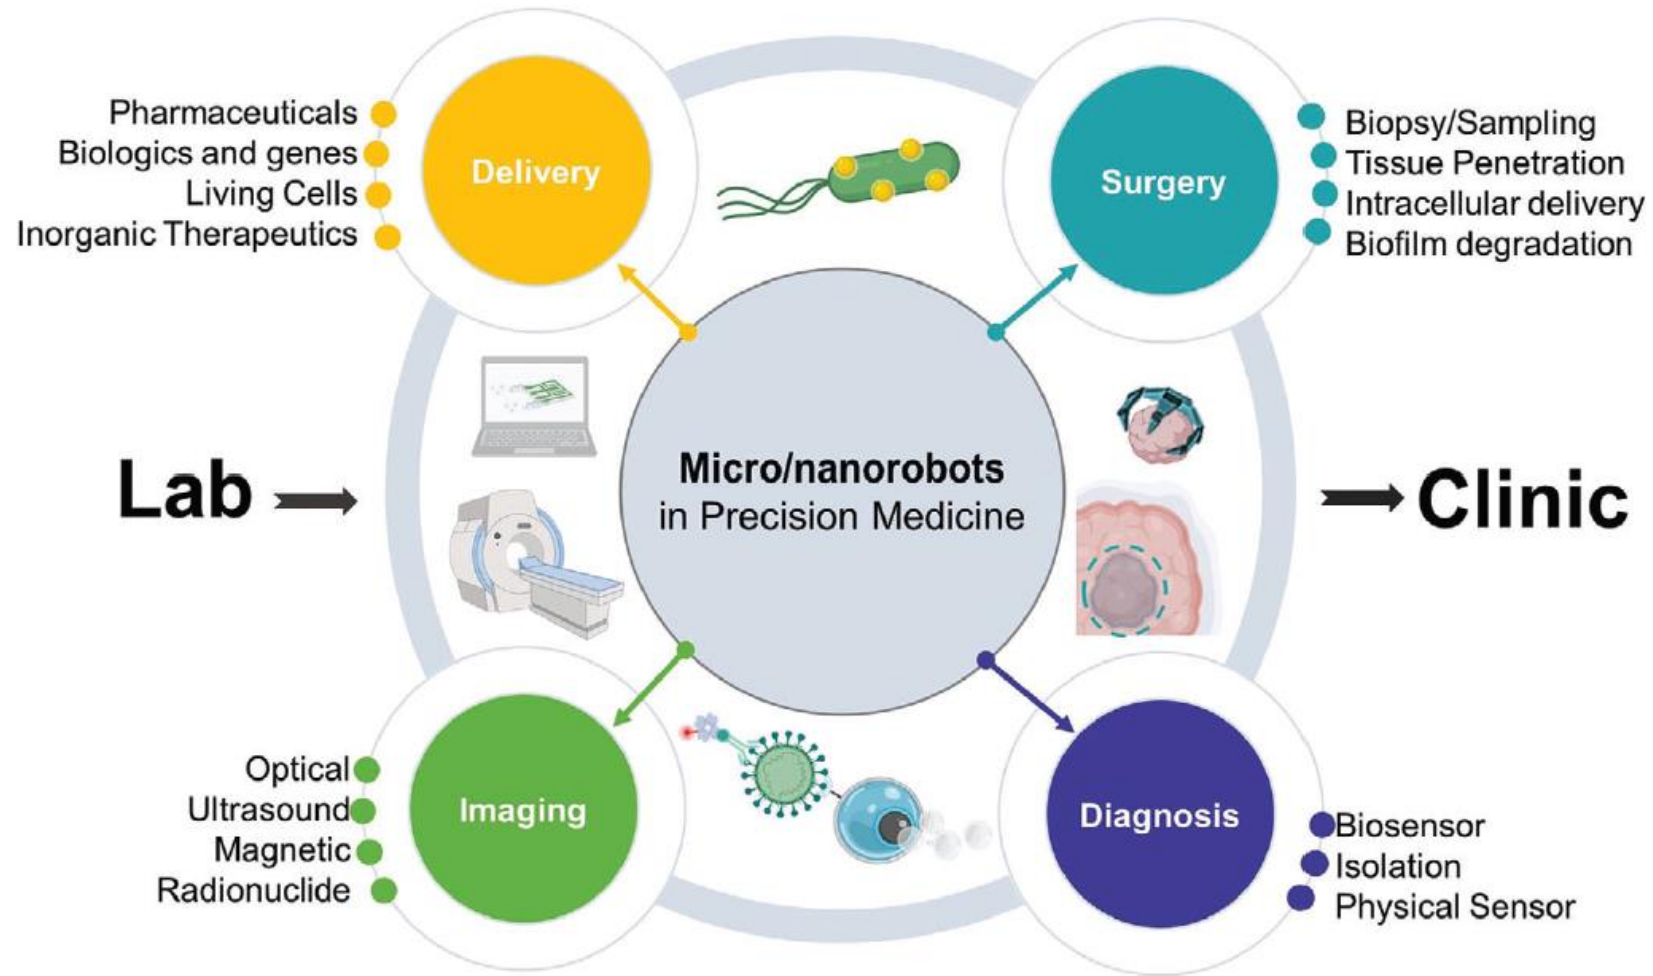 Pharmaceuticals
Biologics and genes
Living Cells
Inorganic Therapeutics
Delivery
Surgery
Biopsy/Sampling
Tissue Penetration
Intracellular delivery
Biofilm degradation
Lab
Micro/nanorobots
in Precision Medicine
Clinic
Optical
Ultrasound
Magnetic
Radionuclide
Imaging
Diagnosis
Biosensor
Isolation
Physical Sensor